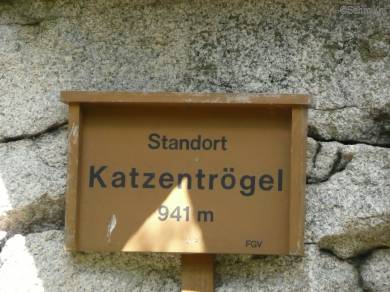 Standort
Katzentrögel
941 m
FGV